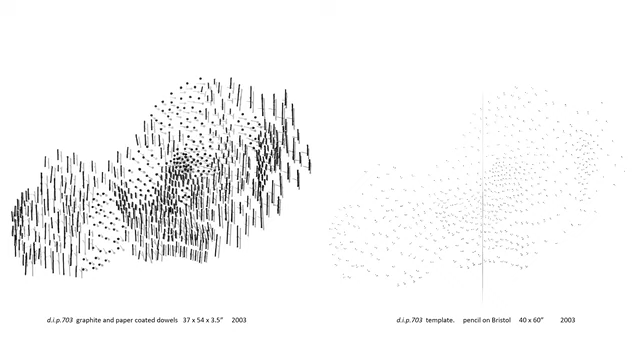 d.i.p.703 graphite and paper coated dowels 37 x 54 x 3.5" 2003
d.i.p.703 template. pencil on Bristol 40 x 60" 2003